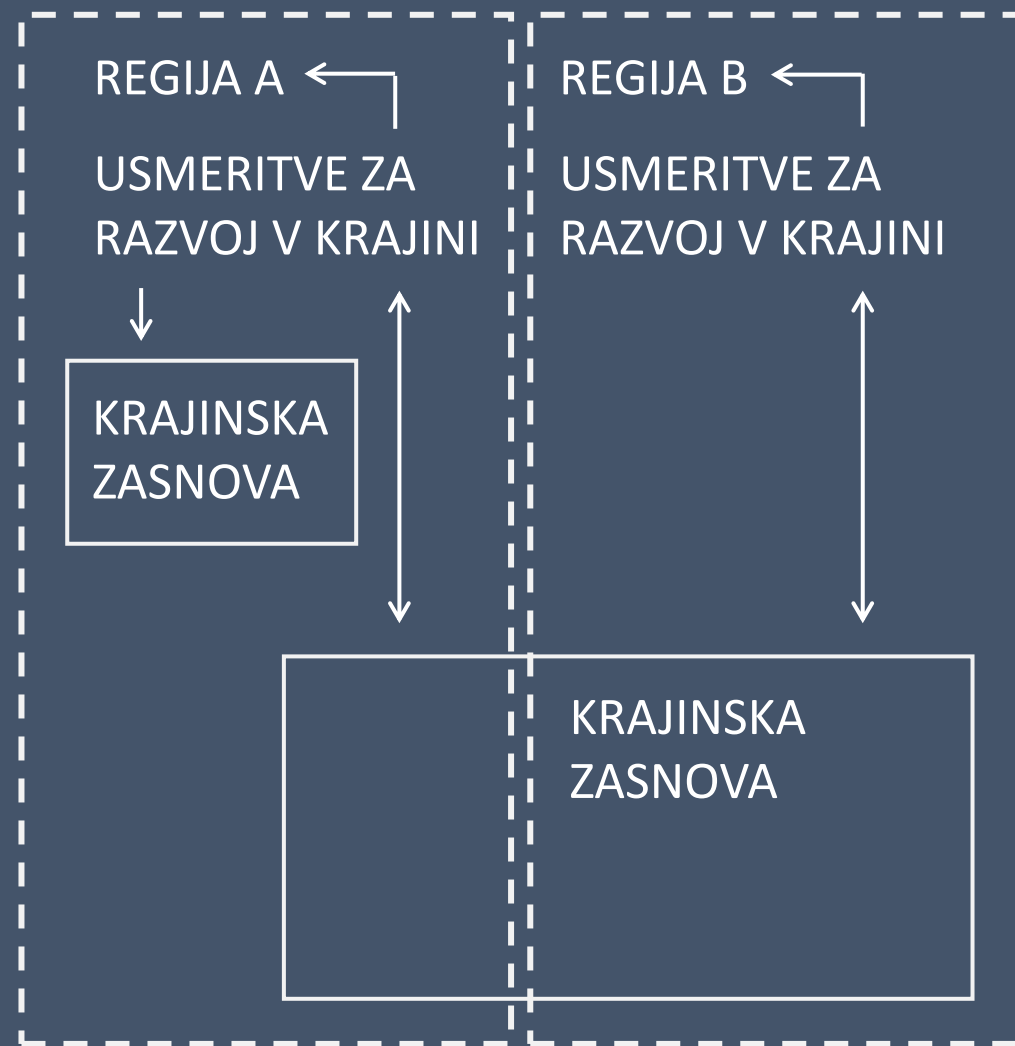 REGIJA A
USMERITVE ZA
RAZVOJ V KRAJINI
KRAJINSKA
ZASNOVA
REGIJA B
USMERITVE ZA
RAZVOJ V KRAJINI
KRAJINSKA
ZASNOVA